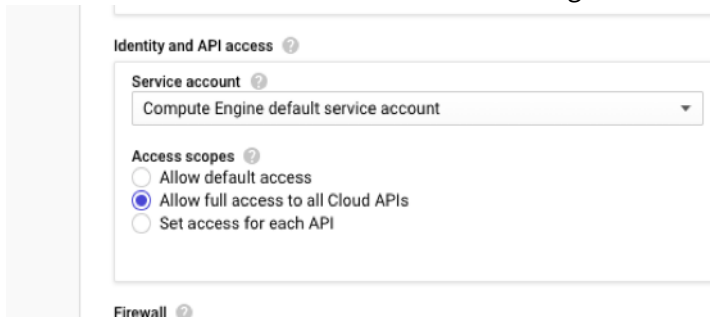 Identity and API access
Service account
Compute Engine default service account
Access scopes
Allow default access
Allow full access to all Cloud APIs
Set access for each API
Firewall